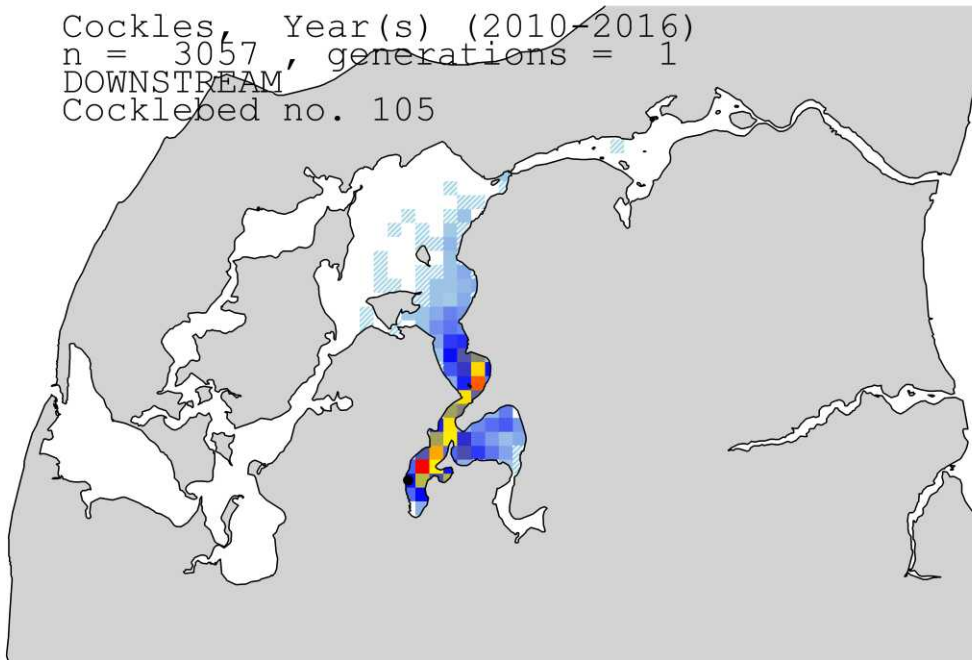 Cockles, Year(s) (2010-2016)
n = 3057 , generations = 1
DOWNSTREAM
Cocklebed no. 105